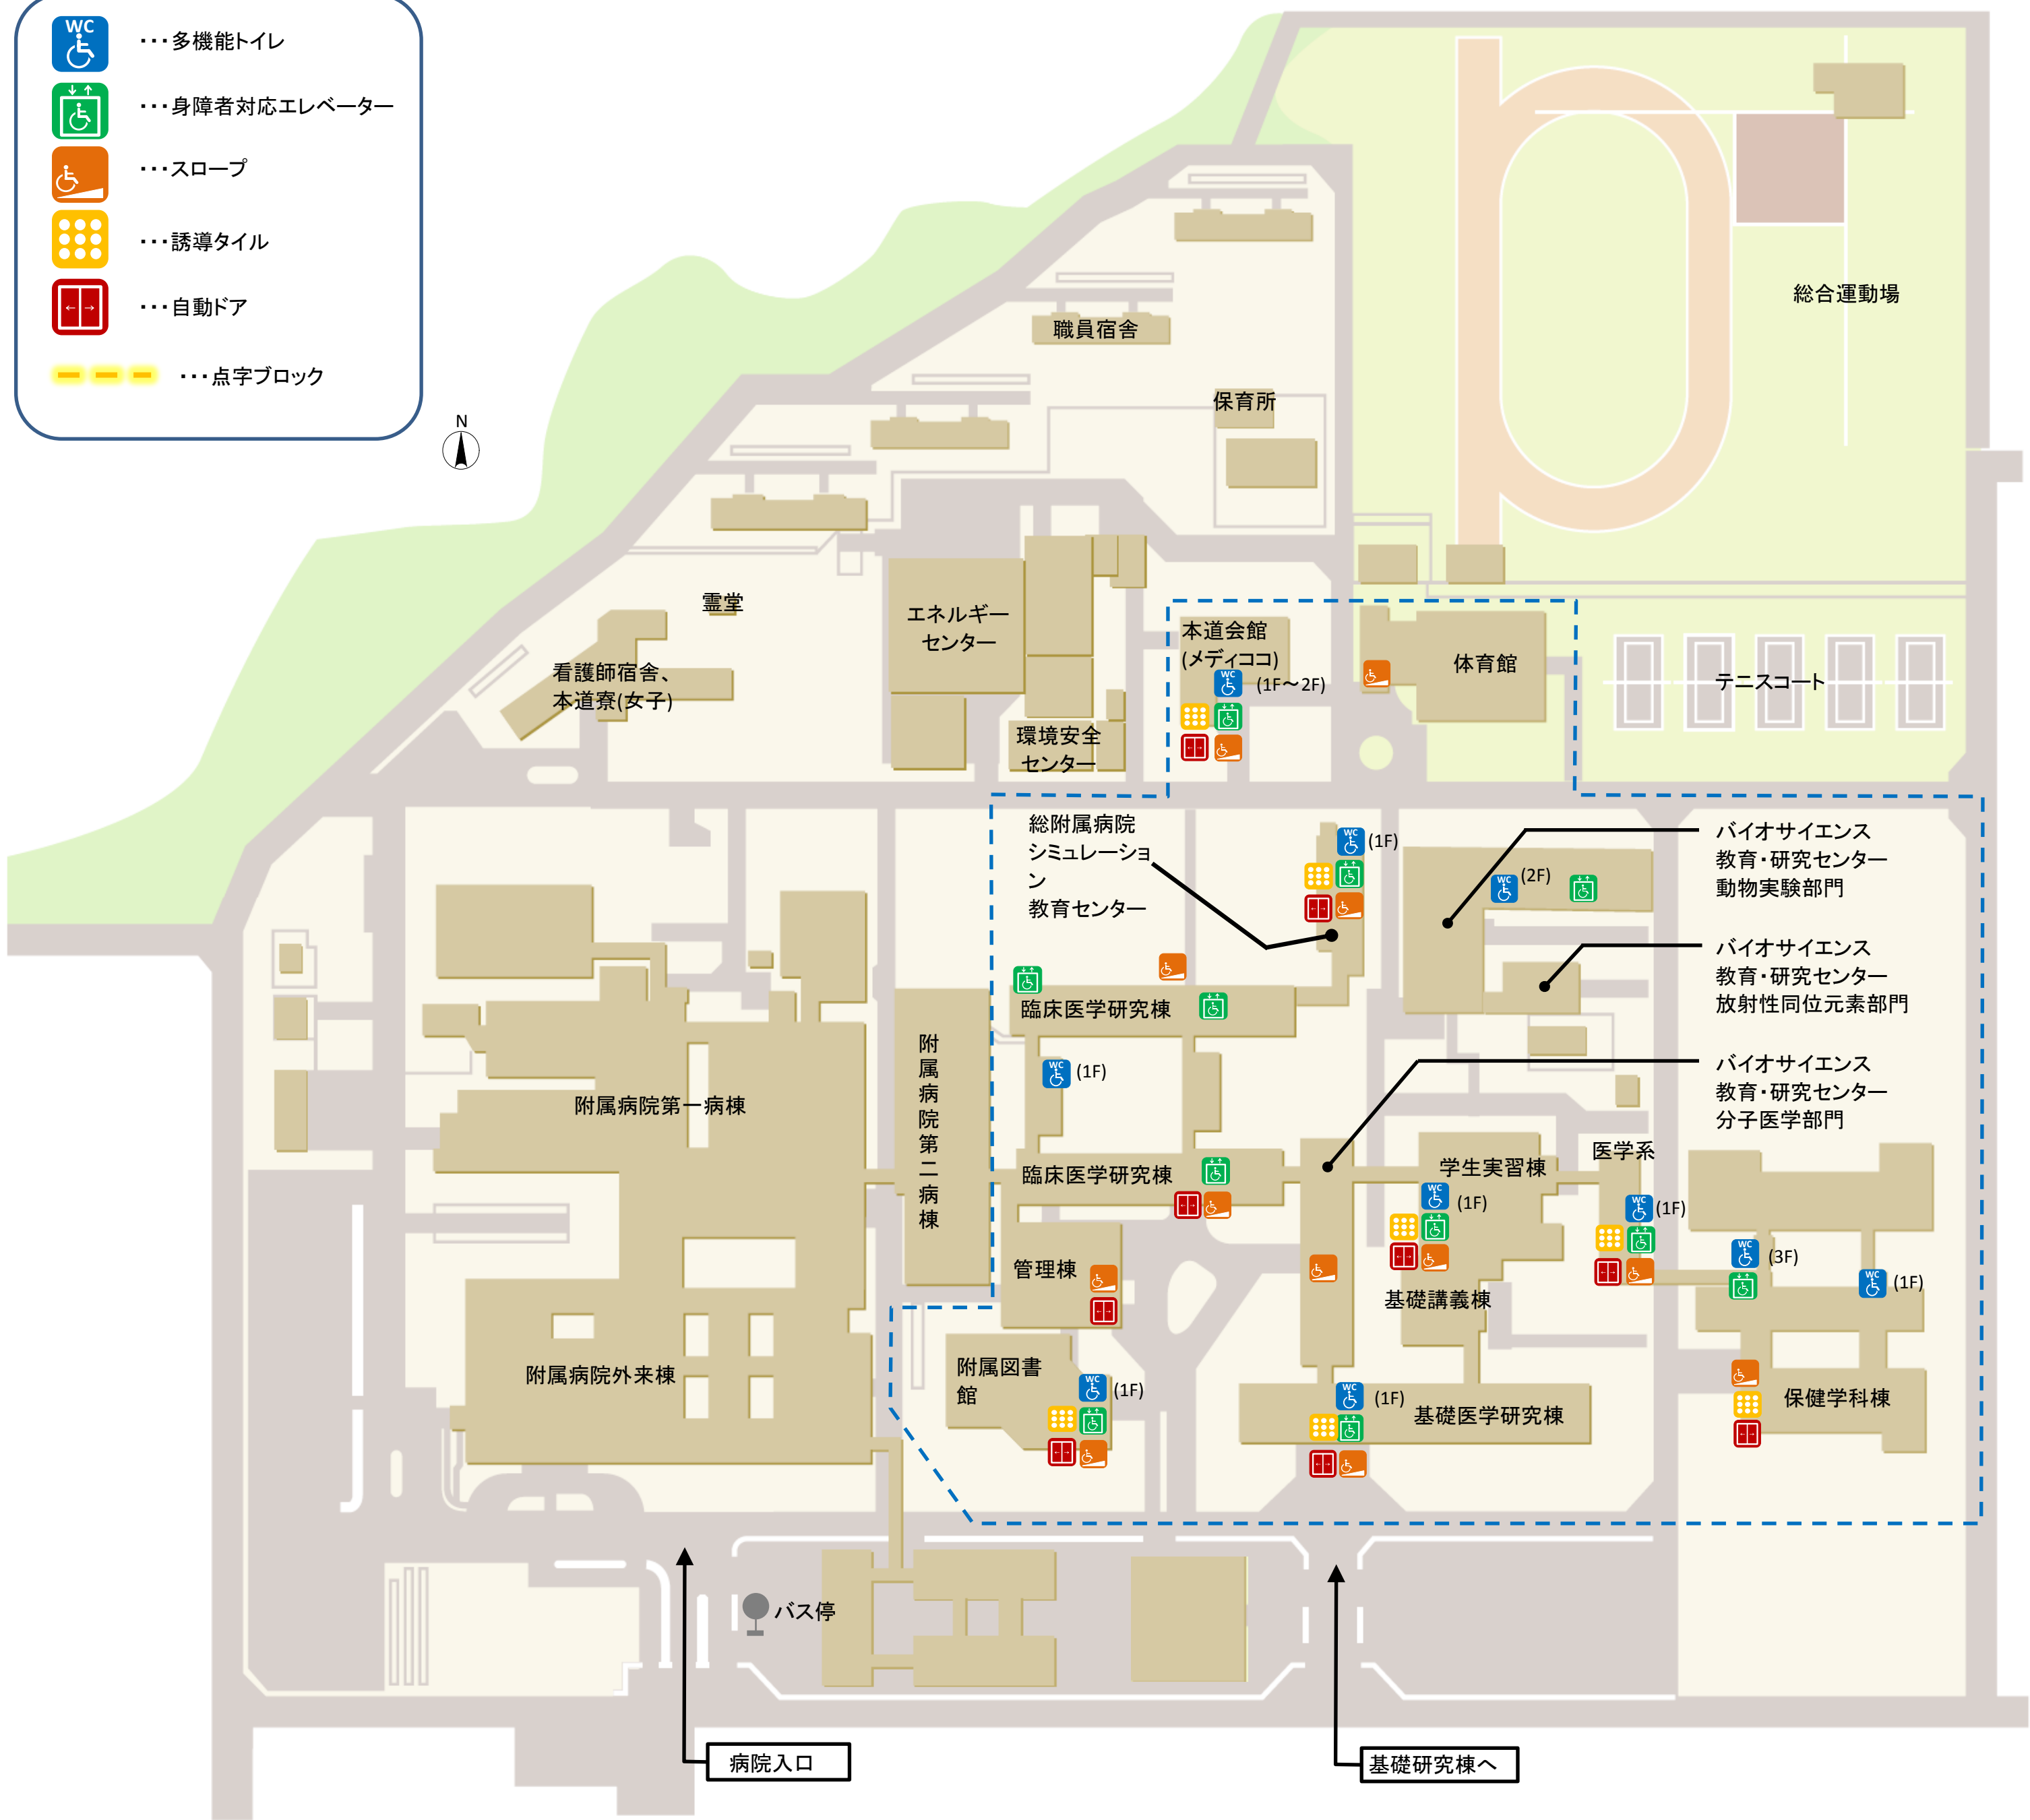 WC
･･･多機能トイレ
･･･身障者対応エレベーター
･･･スロープ
･･･誘導タイル
･･･自動ドア
･･･点字ブロック
N
総合運動場
職員宿舎
保育所
霊堂
エネルギー
センター
本道会館
(メディココ)
WC
(1F～2F)
体育館
テニスコート
看護師宿舎、
本道寮(女子)
環境安全
センター
総附属病院
シミュレーショ
ン
教育センター
WC
(1F)
バイオサイエンス
教育・研究センター
動物実験部門
WC
(2F)
バイオサイエンス
教育・研究センター
放射性同位元素部門
臨床医学研究棟
附属病院第二病棟
WC
(1F)
バイオサイエンス
教育・研究センター
分子医学部門
附属病院第一病棟
医学系
学生実習棟
臨床医学研究棟
WC
(1F)
WC
(1F)
WC
(3F)
管理棟
WC
(1F)
基礎講義棟
附属病院外来棟
附属図書
館
WC
(1F)
WC
(1F)
基礎医学研究棟
保健学科棟
バス停
病院入口
基礎研究棟へ